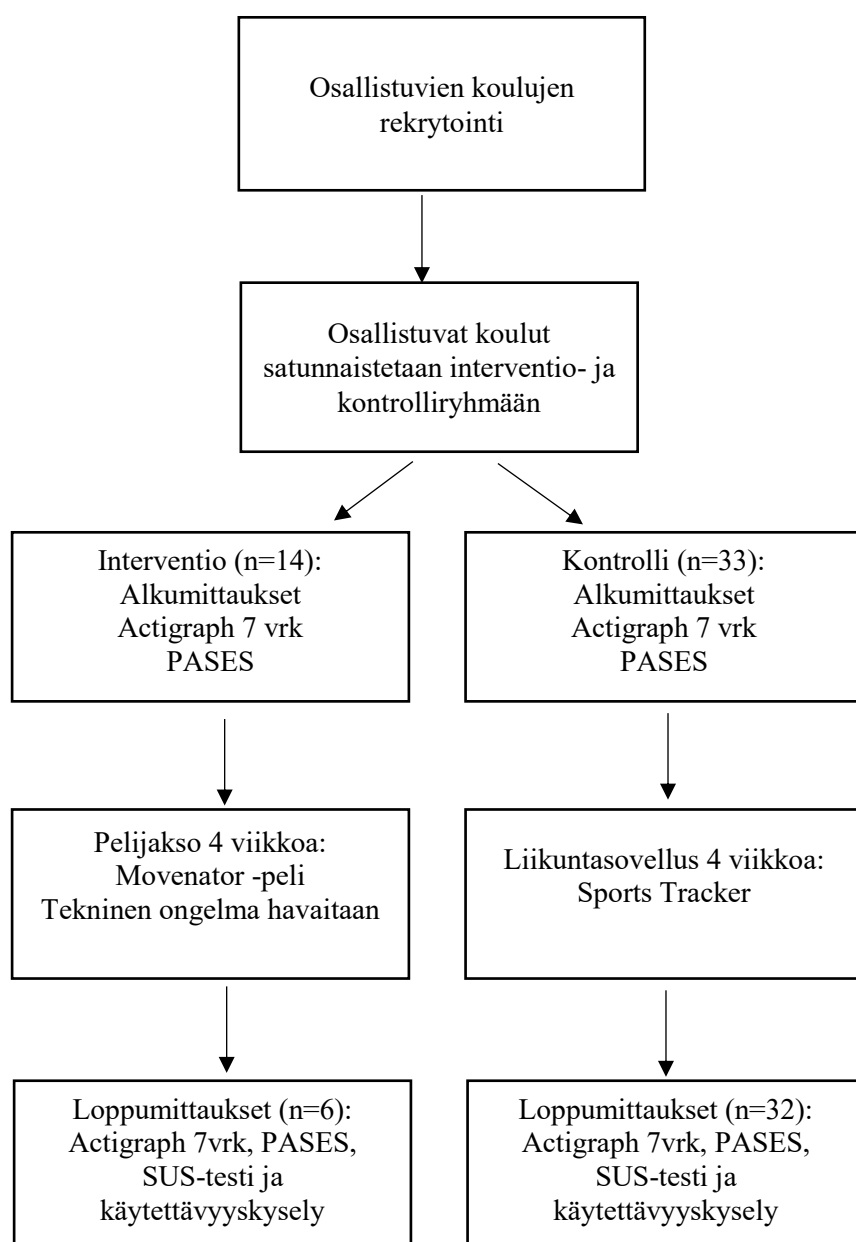 Osallistuvien koulujen
rekrytointi
Osallistuvat koulut
satunnaistetaan interventio- ja
kontrolliryhmään
Interventio (n=14):
Alkumittaukset
Actigraph 7 vrk
PASES
Kontrolli (n=33):
Alkumittaukset
Actigraph 7 vrk
PASES
Pelijakso 4 viikkoa:
Movenator -peli
Tekninen ongelma havaitaan
Liikuntasovellus 4 viikkoa:
Sports Tracker
Loppumittaukset (n=6):
Actigraph 7vrk, PASES,
SUS-testi ja
käytettävyyskysely
Loppumittaukset (n=32):
Actigraph 7vrk, PASES,
SUS-testi ja
käytettävyyskysely